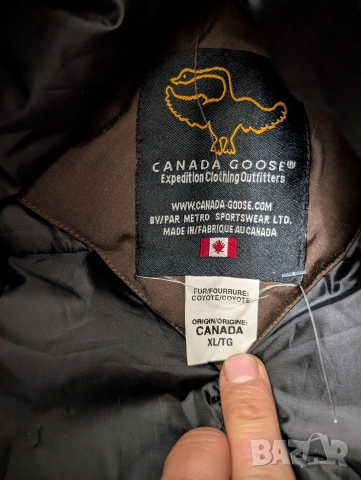 CANADA GOOSE®
Expedition Clothing Outfitters
WWW.CANADA-GOOSE.COM
BY/PAR METRO SPORTSWEAR LTD.
MADE IN/FABRIQUE AU CANADA
FUR/FOURRURE:
COYOTE/COYOTE
ORIGIN/ORIGINE:
CANADA
XL/TG
BAZAR